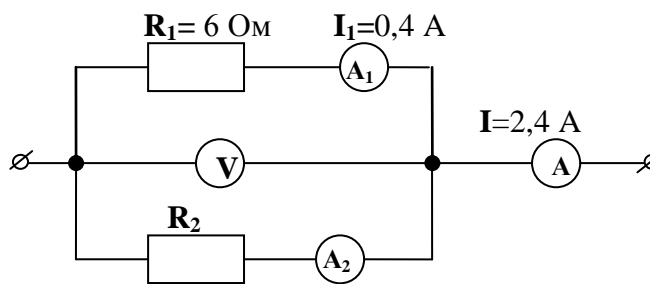 R₁= 6 Ом
I₁=0,4 А
A₁
I=2,4 А
V
A
R₂
A₂